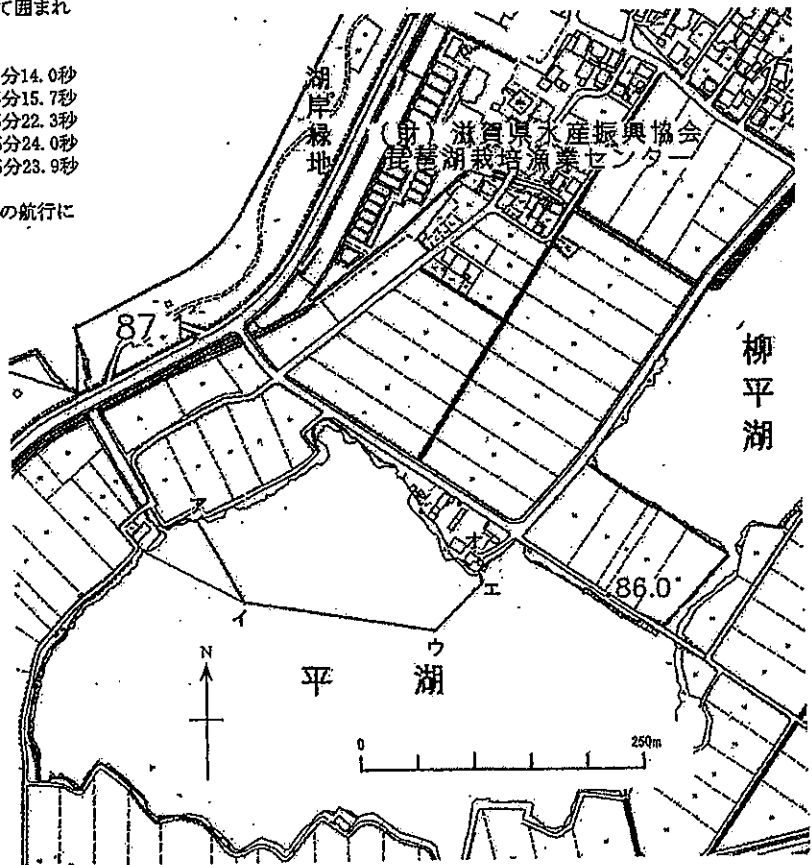 て囲まれ
分14.0秒
分15.7秒
分22.3秒
分24.0秒
分23.9秒
の航行に
湖岸緑地
(財)滋賀県水産振興協会
琵琶湖栽培漁業センター
87
柳平湖
ア
オ
エ
86.0
イ
ウ
N
平湖
0 250m